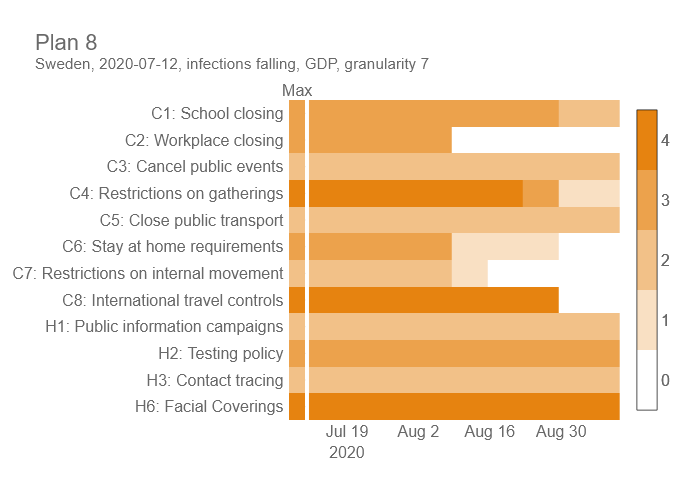 Plan 8
Sweden, 2020-07-12, infections falling, GDP, granularity 7
Max
C1: School closing
C2: Workplace closing
C3: Cancel public events
C4: Restrictions on gatherings
C5: Close public transport
C6: Stay at home requirements
C7: Restrictions on internal movement
C8: International travel controls
H1: Public information campaigns
H2: Testing policy
H3: Contact tracing
H6: Facial Coverings
4
3
2
1
0
Jul 19 Aug 2 Aug 16 Aug 30
2020